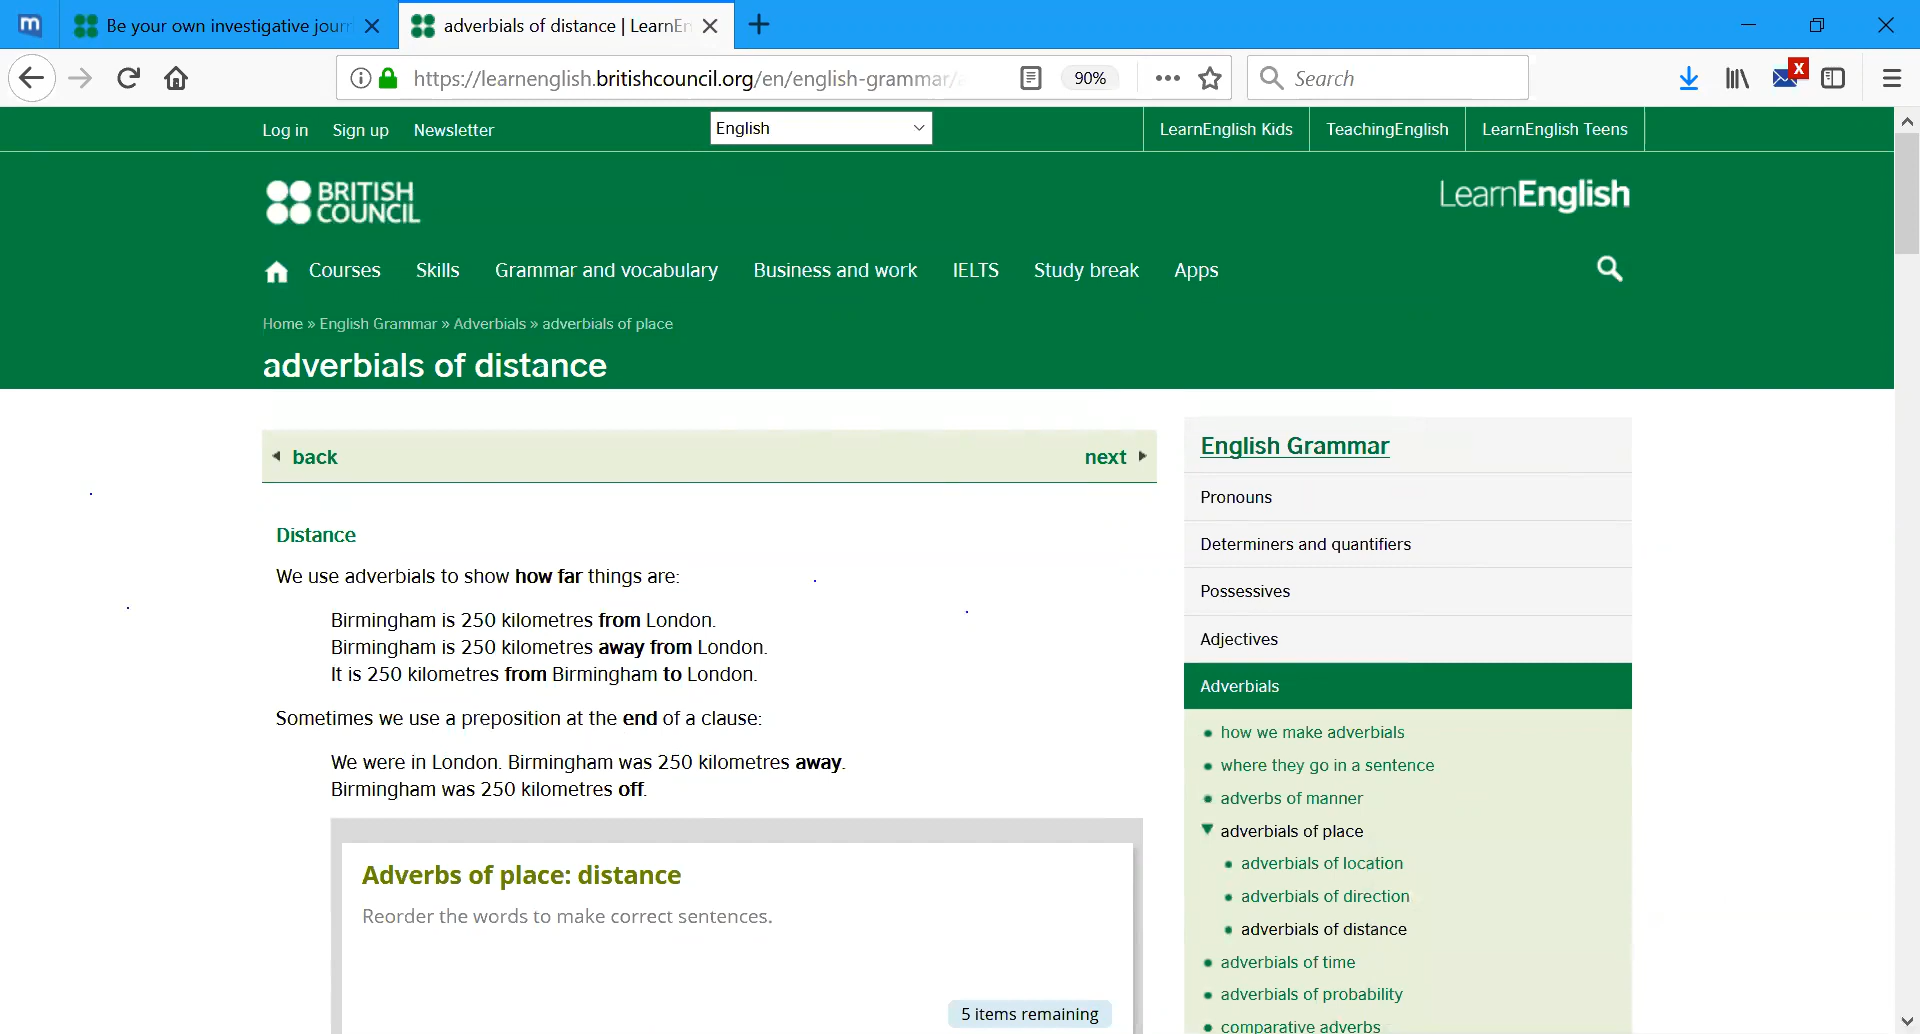 m
Be your own investigative jour
adverbials of distance | LearnEn
https://learnenglish.britishcouncil.org/en/english-grammar/a
90%
Search
X
Log in
Sign up
Newsletter
English
LearnEnglish Kids
TeachingEnglish
LearnEnglish Teens
BRITISH
COUNCIL
LearnEnglish
Courses
Skills
Grammar and vocabulary
Business and work
IELTS
Study break
Apps
Home » English Grammar » Adverbials » adverbials of place
adverbials of distance
back
next
Distance
We use adverbials to show how far things are:
Birmingham is 250 kilometres from London.
Birmingham is 250 kilometres away from London.
It is 250 kilometres from Birmingham to London.
Sometimes we use a preposition at the end of a clause:
We were in London. Birmingham was 250 kilometres away.
Birmingham was 250 kilometres off.
Adverbs of place: distance
Reorder the words to make correct sentences.
5 items remaining
English Grammar
Pronouns
Determiners and quantifiers
Possessives
Adjectives
Adverbials
how we make adverbials
where they go in a sentence
adverbs of manner
adverbials of place
adverbials of location
adverbials of direction
adverbials of distance
adverbials of time
adverbials of probability
comparative adverbs